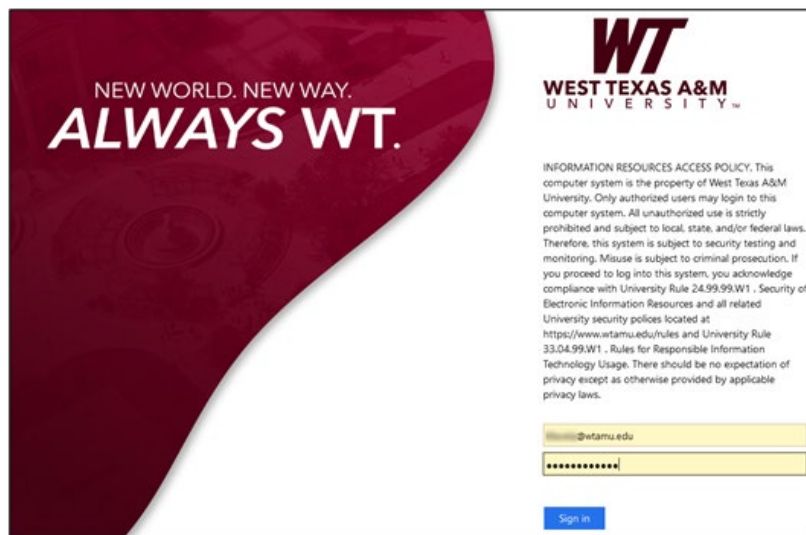 NEW WORLD. NEW WAY.
ALWAYS WT.
WT
WEST TEXAS A&M
UNIVERSITY™
INFORMATION RESOURCES ACCESS POLICY. This
computer system is the property of West Texas A&M
University. Only authorized users may login to this
computer system. All unauthorized use is strictly
prohibited and subject to local, state, and/or federal laws.
Therefore, this system is subject to security testing and
monitoring. Misuse is subject to criminal prosecution. If
you proceed to log into this system, you acknowledge
compliance with University Rule 24.99.99.W1 . Security of
Electronic Information Resources and all related
University security polices located at
https://www.wtamu.edu/rules and University Rule
33.04.99.W1 . Rules for Responsible Information
Technology Usage. There should be no expectation of
privacy except as otherwise provided by applicable
privacy laws.
@wtamu.edu
Sign in